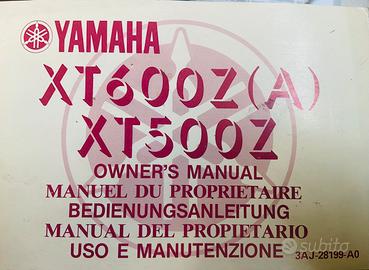 YAMAHA
XT600Z(A)
XT500Z
OWNER'S MANUAL
MANUEL DU PROPRIETAIRE
BEDIENUNGSANLEITUNG
MANUAL DEL PROPIETARIO
USO E MANUTENZIONE
3AJ-28199-A0
subito